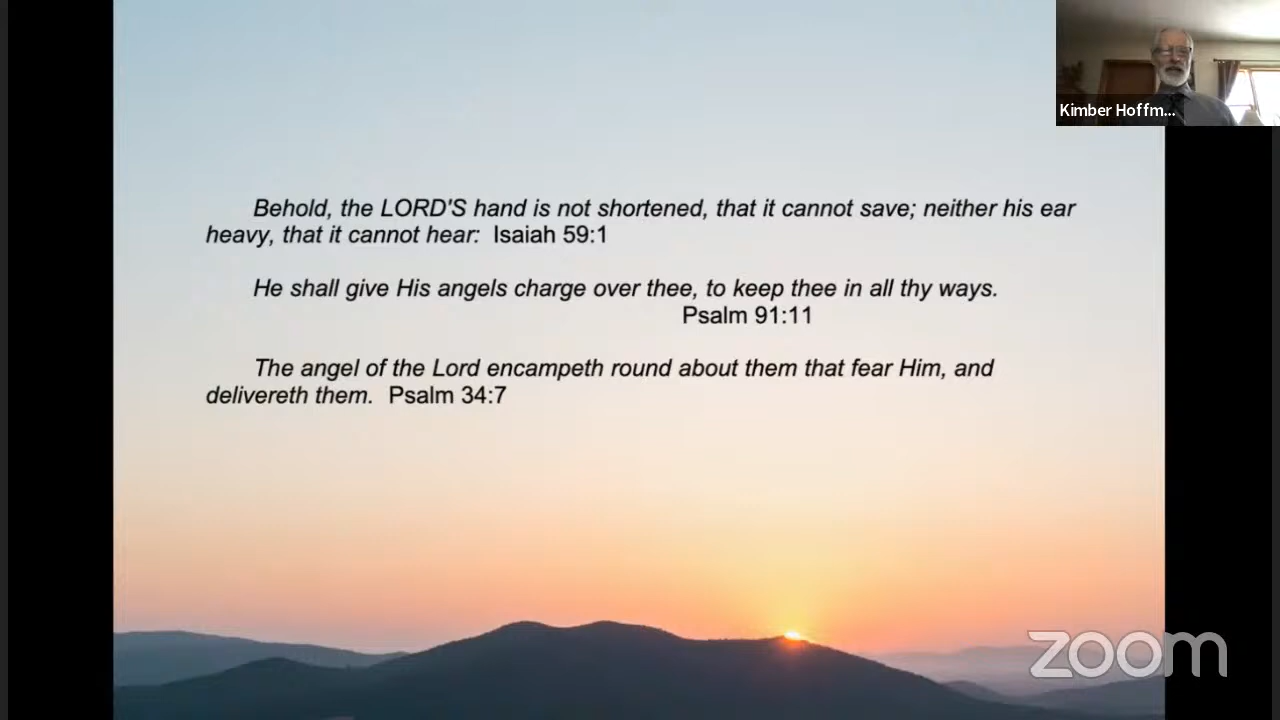 Kimber Hoffm...
Behold, the LORD'S hand is not shortened, that it cannot save; neither his ear
heavy, that it cannot hear: Isaiah 59:1
He shall give His angels charge over thee, to keep thee in all thy ways.
Psalm 91:11
The angel of the Lord encampeth round about them that fear Him, and
delivereth them. Psalm 34:7
zoom